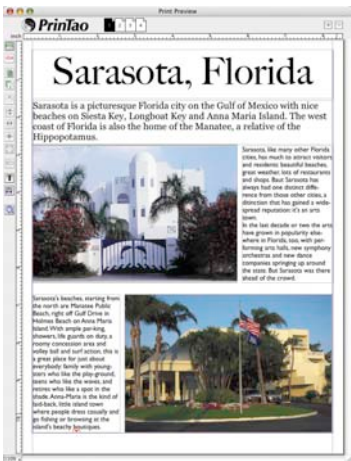 Print Preview
PrinTao
1 2 3 4
inch
Sarasota, Florida
Sarasota is a picturesque Florida city on the Gulf of Mexico with nice
beaches on Siesta Key, Longboat Key and Anna Maria Island. The west
coast of Florida is also the home of the Manatee, a relative of the
Hippopotamus.
Sarasota, like many other Florida
cities, has much to attract visitors
and residents: beautiful beaches,
great weather, lots of restaurants
and shops. Baut Sarasota has
always had one distinct diffe-
rence from those other cities, a
distinction that has gained a wide-
spread reputation: it's an arts
town.
In the last decade or two the arts
have grown in popularity else-
where in Florida, too, with per-
forming arts halls, new symphony
orchestras and new dance
companies springing up around
the state. But Sarasota was there
ahead of the crowd.
Sarasota's beaches, starting from
the north are Manatee Public
Beach, right off Gulf Drive in
Holmes Beach on Anna Maria
Island. With ample par-king,
showers, life guards on duty, a
roomy concession area and
volley ball and surf action, this is
a great place for just about
everybody: family with young-
sters who like the play-ground,
teens who like the waves, and
retirees who like a spot in the
shade. Anna-Maria is the kind of
laid-back, little island town
where people dress casually and
go fishing or browsing at the
island's beachy boutiques.